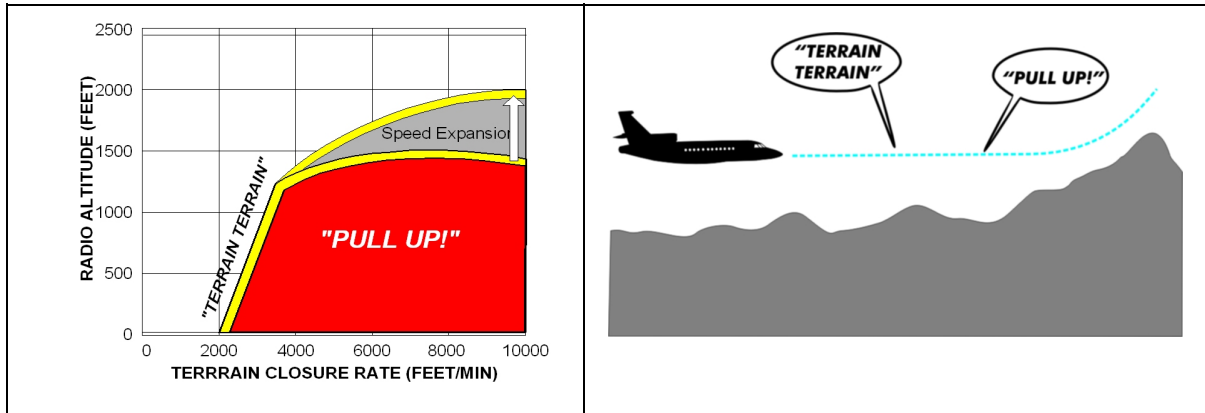 2500
2000
1500
1000
500
0
RADIO ALTITUDE (FEET)
"TERRAIN TERRAIN"
Speed Expansion
"PULL UP!"
0 2000 4000 6000 8000 10000
TERRRAIN CLOSURE RATE (FEET/MIN)
"TERRAIN
TERRAIN"
"PULL UP!"